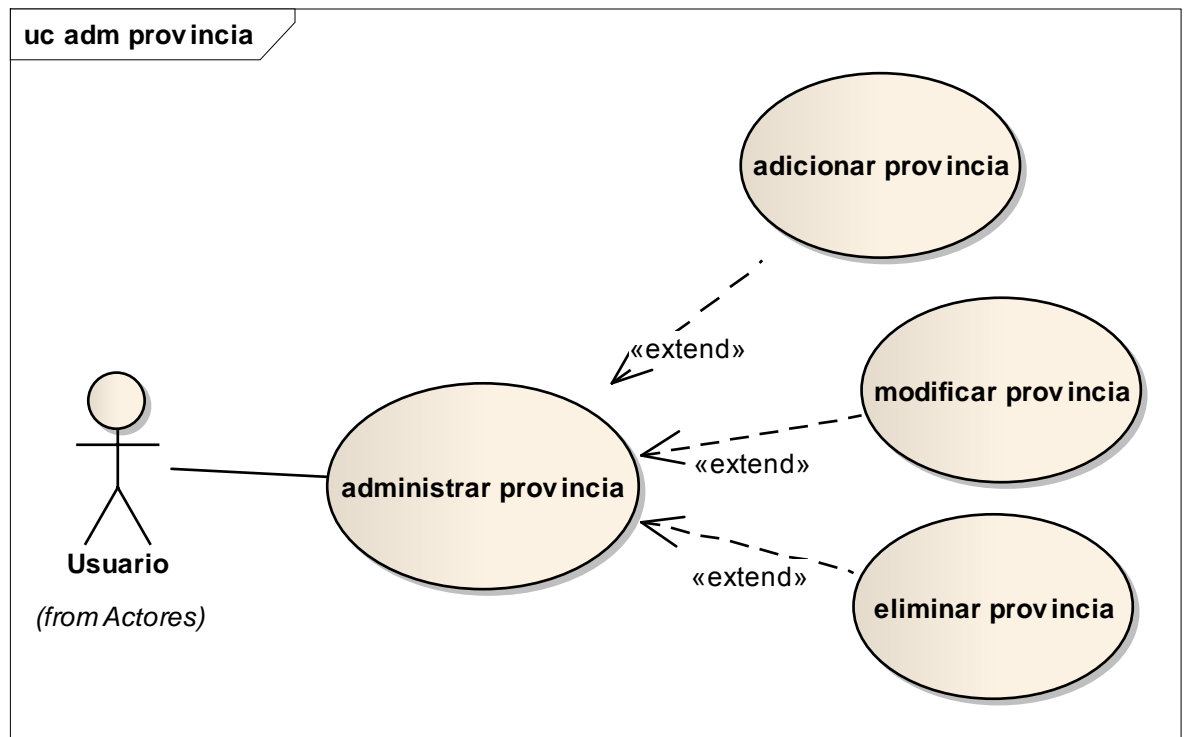 uc adm provincia
adicionar provincia
«extend»
modificar provincia
«extend»
administrar provincia
Usuario
(from Actores)
«extend»
eliminar provincia